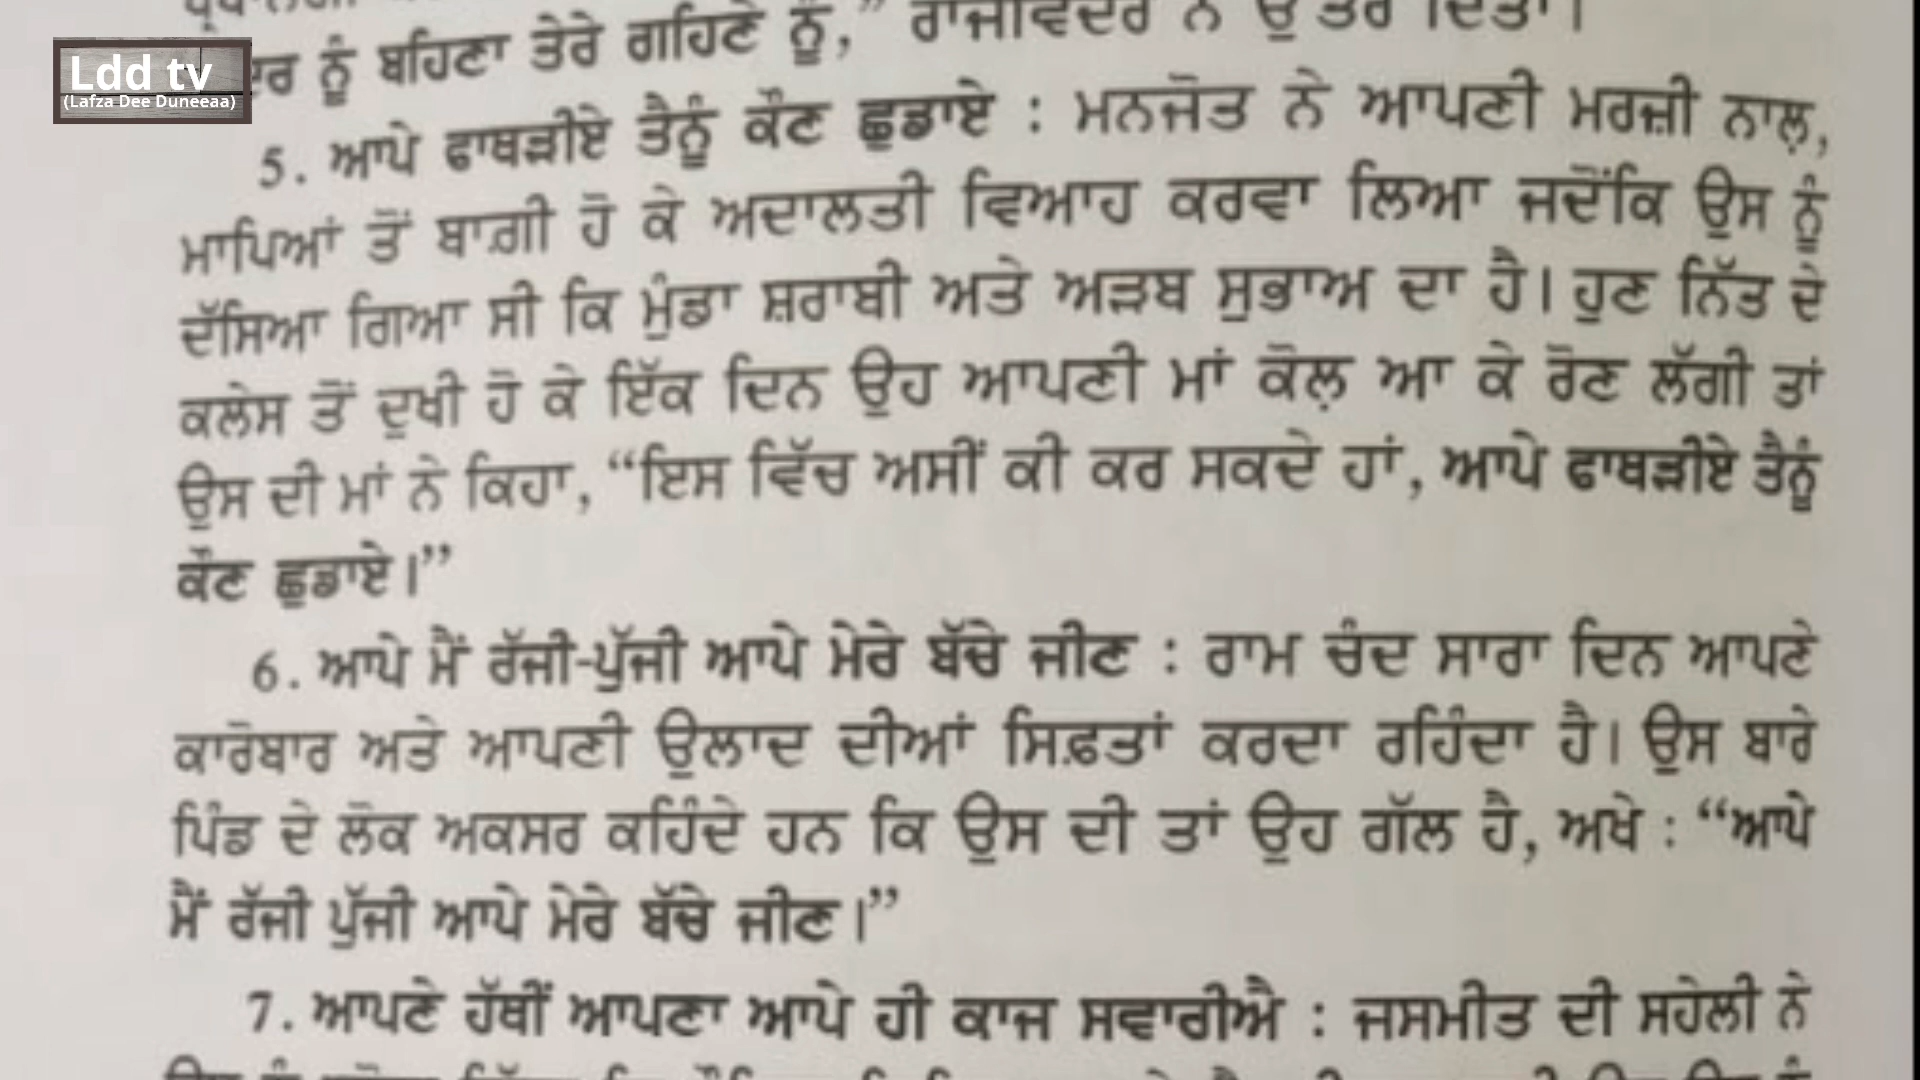 Ldd tv
(Lafza Dee Duneeaa)
ਨੂੰ ਬਹਿਣਾ ਤੇਰੇ ਗਹਿਣੇ ਨੂੰ,” ਰਾਜਵਿੰਦਰ ਨੇ ਉੱਤਰ ਦਿੱਤਾ।
5. ਆਪੇ ਫਾਥੜੀਏ ਤੈਨੂੰ ਕੌਣ ਛੁਡਾਏ : ਮਨਜੋਤ ਨੇ ਆਪਣੀ ਮਰਜ਼ੀ ਨਾਲ਼,
ਮਾਪਿਆਂ ਤੋਂ ਬਾਗ਼ੀ ਹੋ ਕੇ ਅਦਾਲਤੀ ਵਿਆਹ ਕਰਵਾ ਲਿਆ ਜਦੋਂਕਿ ਉਸ ਨੂੰ
ਦੱਸਿਆ ਗਿਆ ਸੀ ਕਿ ਮੁੰਡਾ ਸ਼ਰਾਬੀ ਅਤੇ ਅੜਬ ਸੁਭਾਅ ਦਾ ਹੈ। ਹੁਣ ਨਿੱਤ ਦੇ
ਕਲੇਸ ਤੋਂ ਦੁਖੀ ਹੋ ਕੇ ਇੱਕ ਦਿਨ ਉਹ ਆਪਣੀ ਮਾਂ ਕੋਲ਼ ਆ ਕੇ ਰੋਣ ਲੱਗੀ ਤਾਂ
ਉਸ ਦੀ ਮਾਂ ਨੇ ਕਿਹਾ, “ਇਸ ਵਿੱਚ ਅਸੀਂ ਕੀ ਕਰ ਸਕਦੇ ਹਾਂ, ਆਪੇ ਫਾਥੜੀਏ ਤੈਨੂੰ
ਕੌਣ ਛੁਡਾਏ।”
6. ਆਪੇ ਮੈਂ ਰੱਜੀ-ਪੁੱਜੀ ਆਪੇ ਮੇਰੇ ਬੱਚੇ ਜੀਣ : ਰਾਮ ਚੰਦ ਸਾਰਾ ਦਿਨ ਆਪਣੇ
ਕਾਰੋਬਾਰ ਅਤੇ ਆਪਣੀ ਉਲਾਦ ਦੀਆਂ ਸਿਫ਼ਤਾਂ ਕਰਦਾ ਰਹਿੰਦਾ ਹੈ। ਉਸ ਬਾਰੇ
ਪਿੰਡ ਦੇ ਲੋਕ ਅਕਸਰ ਕਹਿੰਦੇ ਹਨ ਕਿ ਉਸ ਦੀ ਤਾਂ ਉਹ ਗੱਲ ਹੈ, ਅਖੇ : “ਆਪੇ
ਮੈਂ ਰੱਜੀ ਪੁੱਜੀ ਆਪੇ ਮੇਰੇ ਬੱਚੇ ਜੀਣ।”
7. ਆਪਣੇ ਹੱਥੀਂ ਆਪਣਾ ਆਪੇ ਹੀ ਕਾਜ ਸਵਾਰੀਐ : ਜਸਮੀਤ ਦੀ ਸਹੇਲੀ ਨੇ